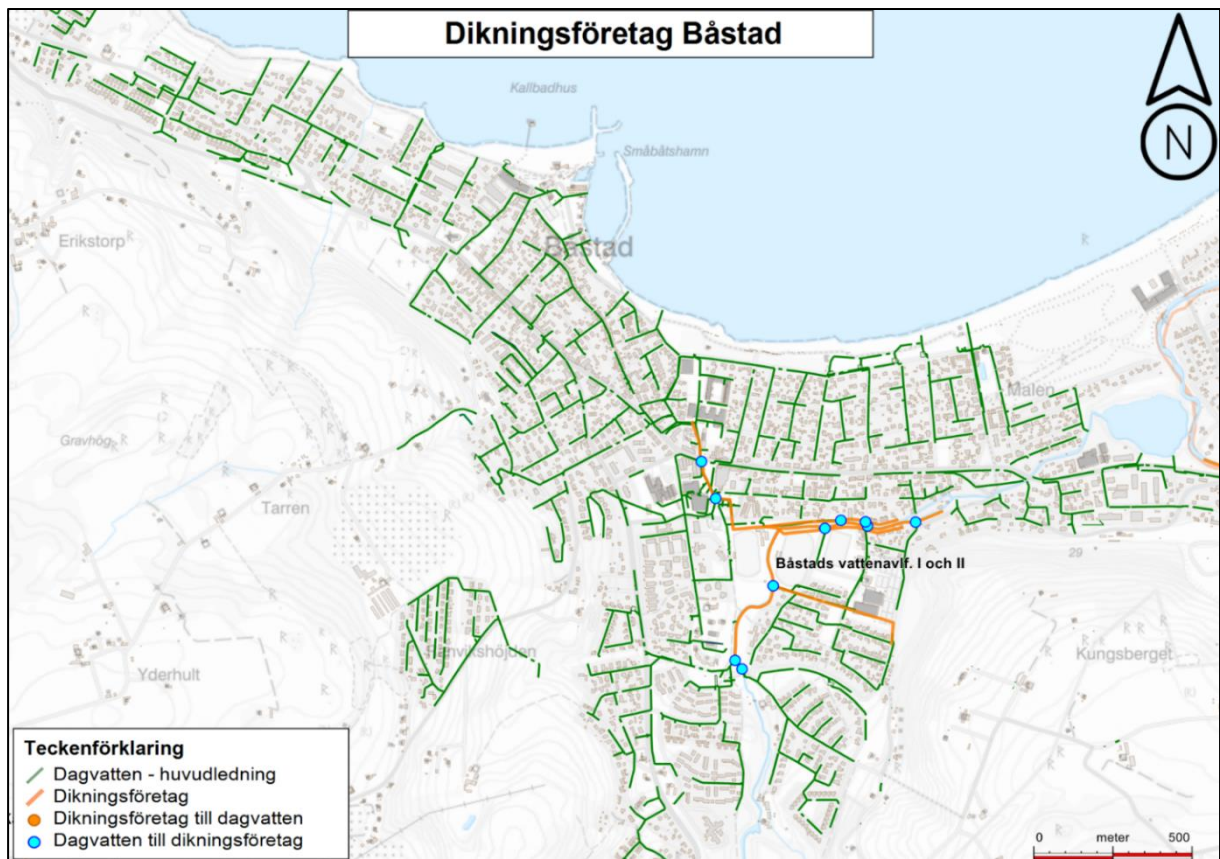 Dikningsföretag Båstad
N
Kallbadhus
Småbåtshamn
Erikstorp
Båstad
Malen
Gravhög
Tarren
29
Båstads vattenavlf. I och II
Yderhult
Kungsberget
Teckenförklaring
Dagvatten - huvudledning
Dikningsföretag
Dikningsföretag till dagvatten
Dagvatten till dikningsföretag
0 meter 500